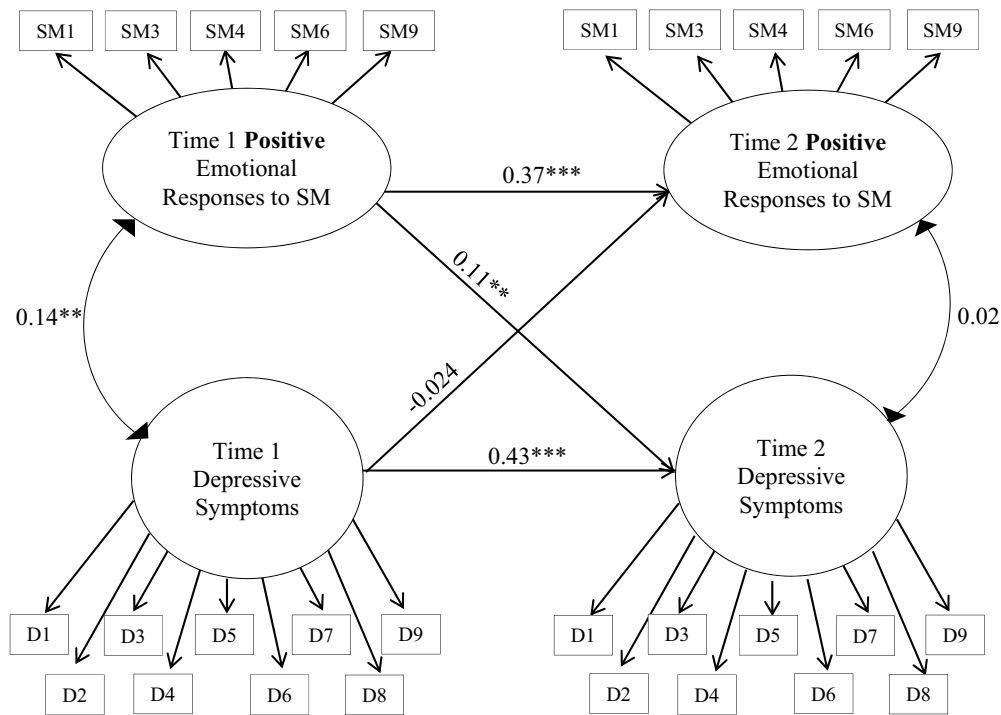 SM1 SM3 SM4 SM6 SM9
SM1 SM3 SM4 SM6 SM9
Time 1 Positive
Emotional
Responses to SM
Time 2 Positive
Emotional
Responses to SM
0.37***
0.11**
0.14**
0.02
-0.024
0.43***
Time 1
Depressive
Symptoms
Time 2
Depressive
Symptoms
D1 D3 D5 D7 D9
D2 D4 D6 D8
D1 D3 D5 D7 D9
D2 D4 D6 D8